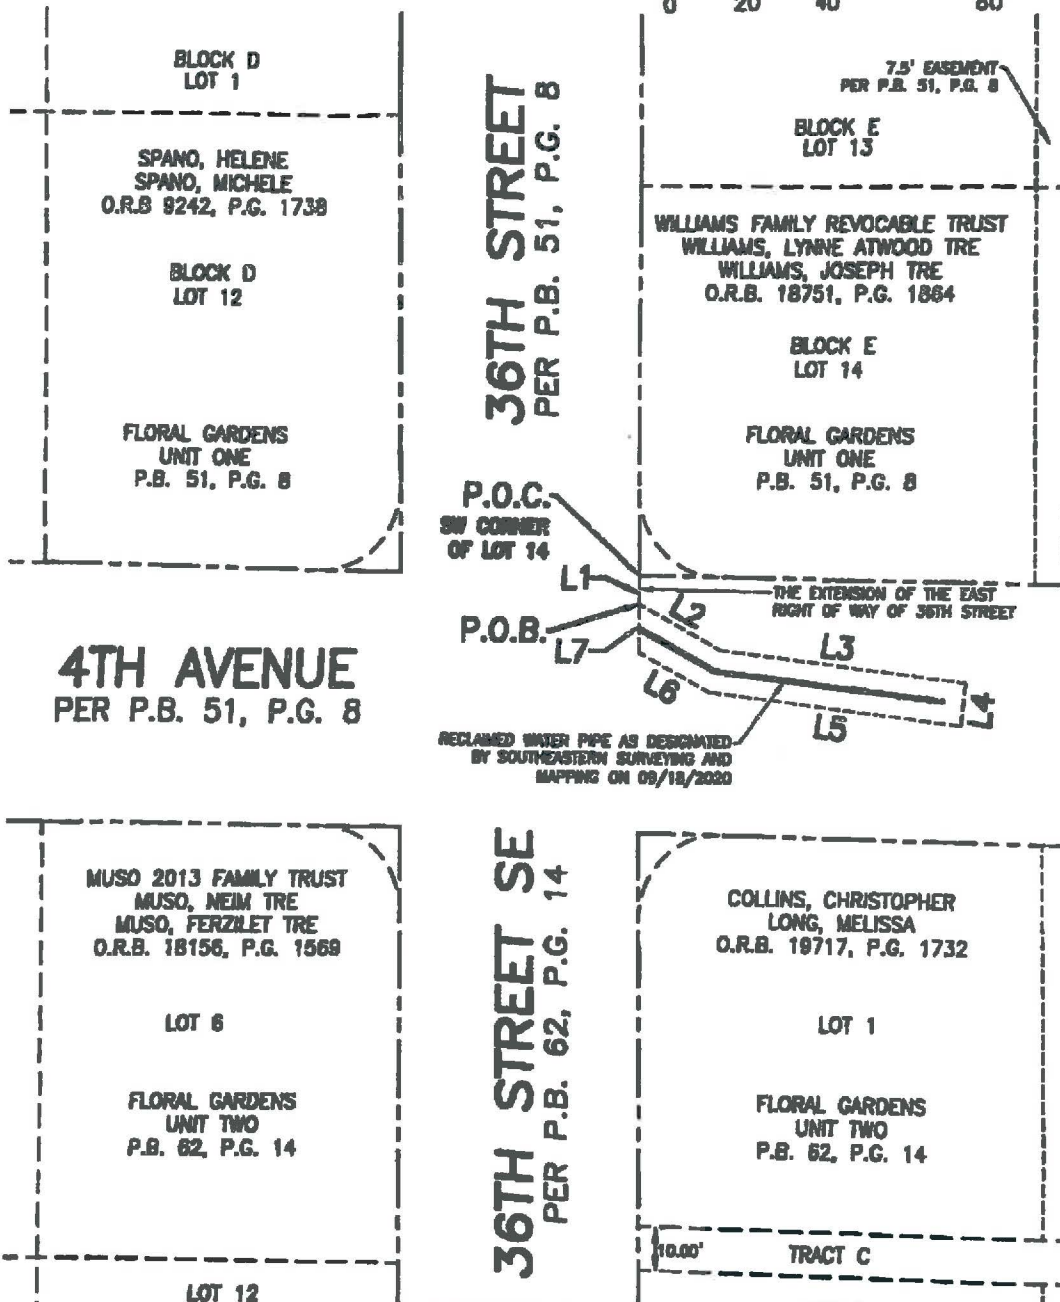 0 20 40 80
BLOCK D
LOT 1
7.5' EASEMENT
PER P.B. 51, P.G. 8
BLOCK E
LOT 13
SPANO, HELENE
SPANO, MICHELE
O.R.B 9242, P.G. 1738
BLOCK D
LOT 12
FLORAL GARDENS
UNIT ONE
P.B. 51, P.G. 8
36TH STREET
PER P.B. 51, P.G. 8
WILLIAMS FAMILY REVOCABLE TRUST
WILLIAMS, LYNNE ATWOOD TRE
WILLIAMS, JOSEPH TRE
O.R.B. 18751, P.G. 1864
BLOCK E
LOT 14
FLORAL GARDENS
UNIT ONE
P.B. 51, P.G. 8
P.O.C.
SW CORNER
OF LOT 14
L1
P.O.B.
L7
L2
THE EXTENSION OF THE EAST
RIGHT OF WAY OF 36TH STREET
L3
L4
L5
L6
4TH AVENUE
PER P.B. 51, P.G. 8
RECLAIMED WATER PIPE AS DESIGNATED
BY SOUTHEASTERN SURVEYING AND
MAPPING ON 09/18/2020
MUSO 2013 FAMILY TRUST
MUSO, NEIM TRE
MUSO, FERZILET TRE
O.R.B. 18156, P.G. 1569
LOT 6
FLORAL GARDENS
UNIT TWO
P.B. 62, P.G. 14
36TH STREET SE
PER P.B. 62, P.G. 14
COLLINS, CHRISTOPHER
LONG, MELISSA
O.R.B. 19717, P.G. 1732
LOT 1
FLORAL GARDENS
UNIT TWO
P.B. 62, P.G. 14
10.00'
TRACT C
LOT 12